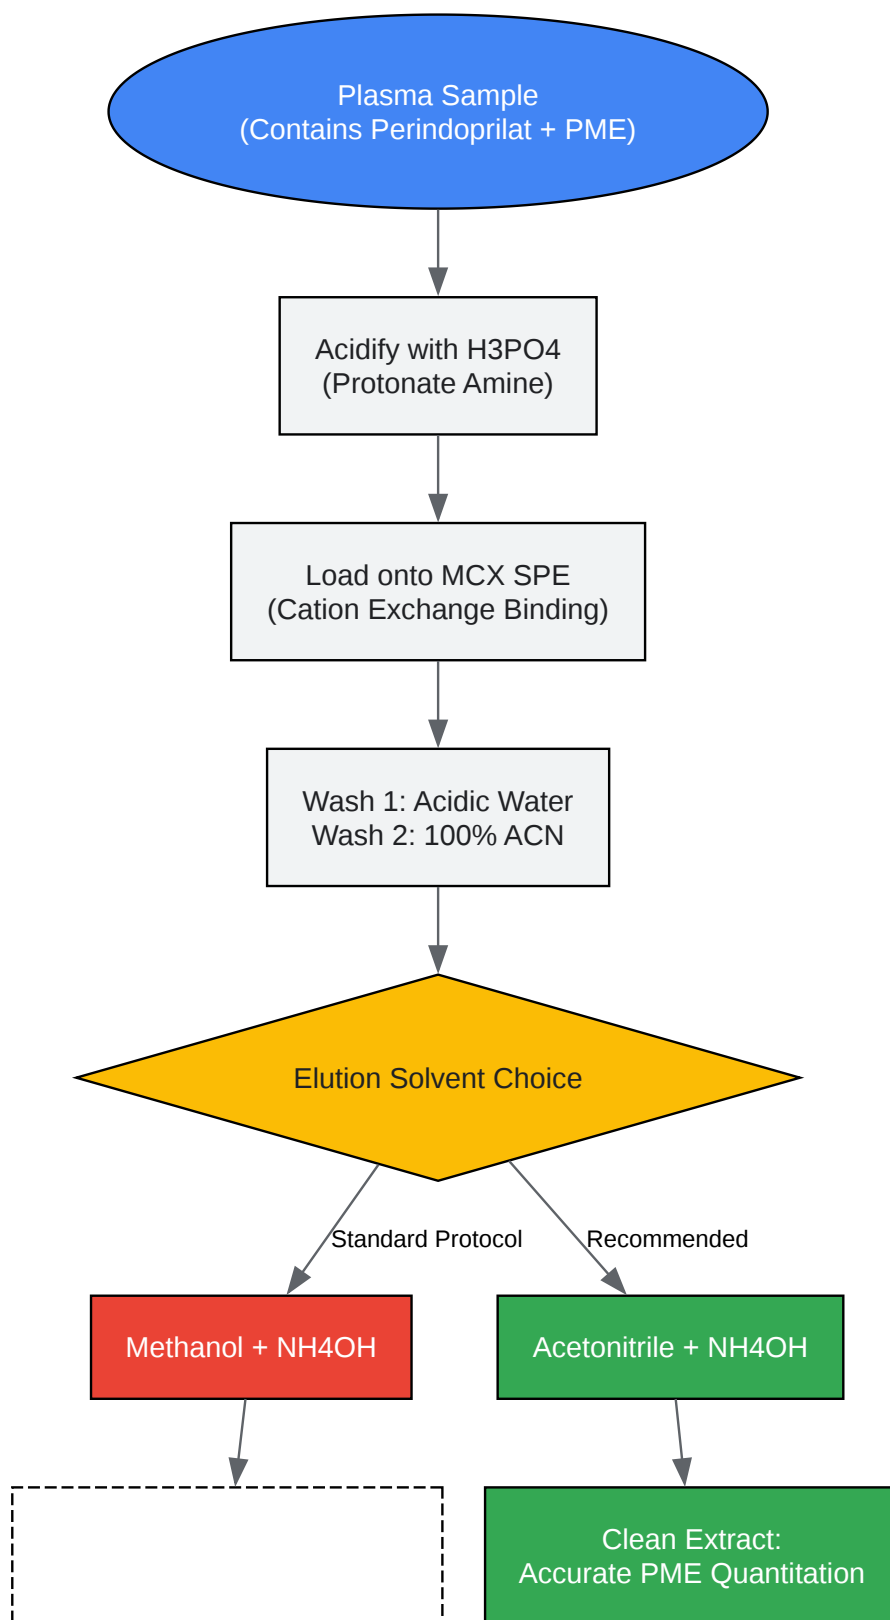 Plasma Sample
(Contains Perindoprilat + PME)
Acidify with H3PO4
(Protonate Amine)
Load onto MCX SPE
(Cation Exchange Binding)
Wash 1: Acidic Water
Wash 2: 100% ACN
Elution Solvent Choice
Standard Protocol
Recommended
Methanol + NH4OH
Acetonitrile + NH4OH
Clean Extract:
Accurate PME Quantitation